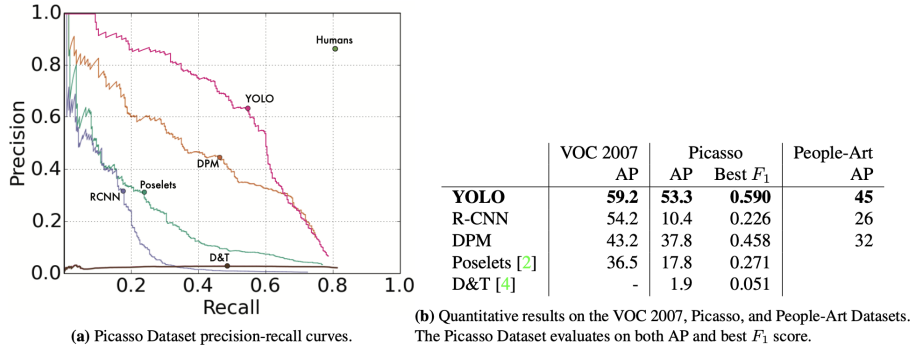 1.0
0.8
0.6
0.4
0.2
0.0
Precision
Humans
YOLO
DPM
Poselets
RCNN
D&T
0.2 0.4 0.6 0.8 1.0
Recall
(a) Picasso Dataset precision-recall curves.
VOC 2007 Picasso People-Art
AP AP Best F1 AP
YOLO 59.2 53.3 0.590 45
R-CNN 54.2 10.4 0.226 26
DPM 43.2 37.8 0.458 32
Poselets [2] 36.5 17.8 0.271
D&T [4] - 1.9 0.051
(b) Quantitative results on the VOC 2007, Picasso, and People-Art Datasets.
The Picasso Dataset evaluates on both AP and best F1 score.